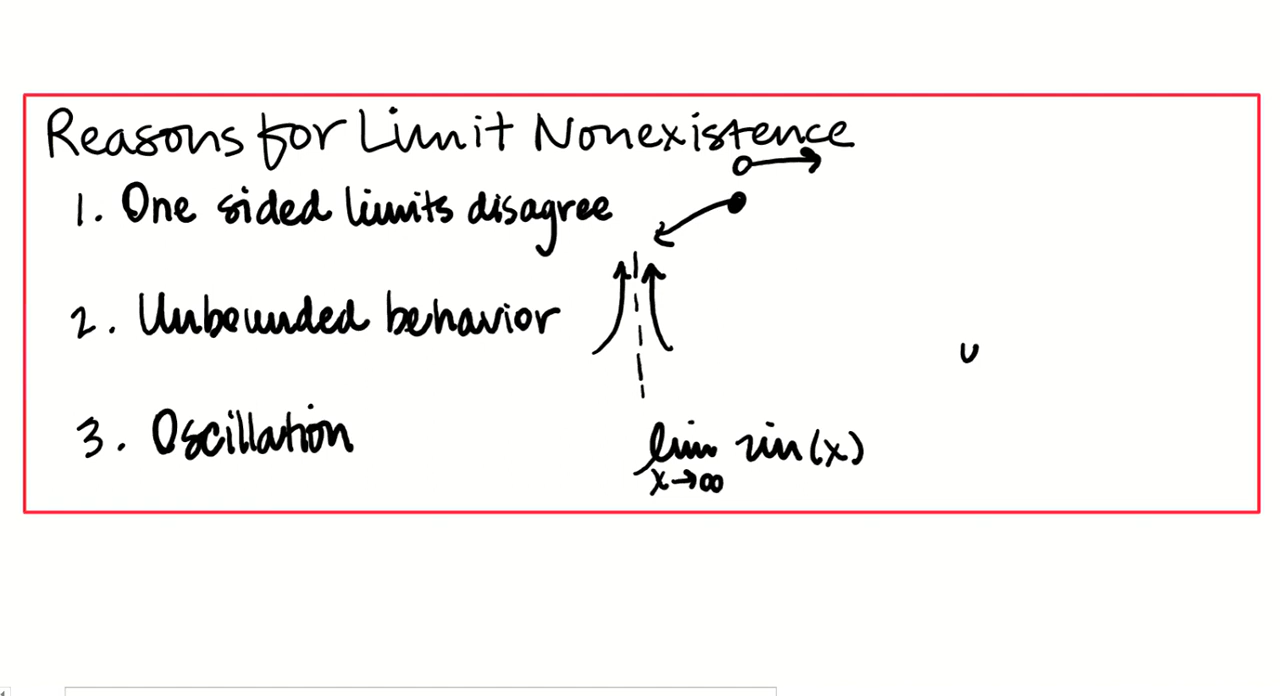 Reasons for Limit Nonexistence
1. One sided limits disagree
2. Unbounded behavior
3. Oscillation
lim sin(x)
x→∞